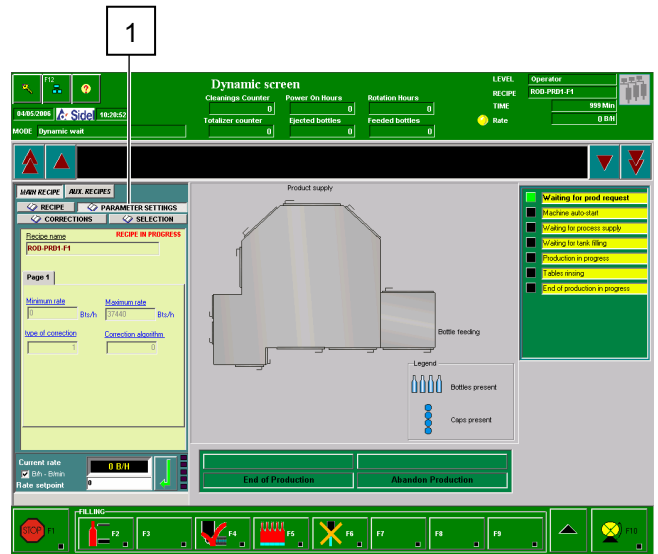 1
F12
?
Dynamic screen
LEVEL Operator
RECIPE ROD-PRD1-F1
Cleanings Counter Power On Hours Rotation Hours
0 0 0
TIME 999 Min
04/05/2006 Sidel 10:20:52
Totalizer counter Ejected bottles Feeded bottles
0 0 0
Rate 0 B/H
MODE Dynamic wait
MAIN RECIPE AUX. RECIPES
RECIPE PARAMETER SETTINGS
CORRECTIONS SELECTION
Recipe name RECIPE IN PROGRESS
ROD-PRD1-F1
Page 1
Minimum rate Maximum rate
0 Bts/h 37440 Bts/h
type of correction Correction algorithm.
1 0
Current rate 0 B/H
B/h - B/min
Rate setpoint 0
Product supply
Bottle feeding
Legend
Bottles present
Caps present
End of Production Abandon Production
Waiting for prod request
Machine auto-start
Waiting for process supply
Waiting for tank filling
Production in progress
Tables rinsing
End of production in progress
FILLING
STOP F1 F2 F3 F4 F5 F6 F7 F8 F9 F10